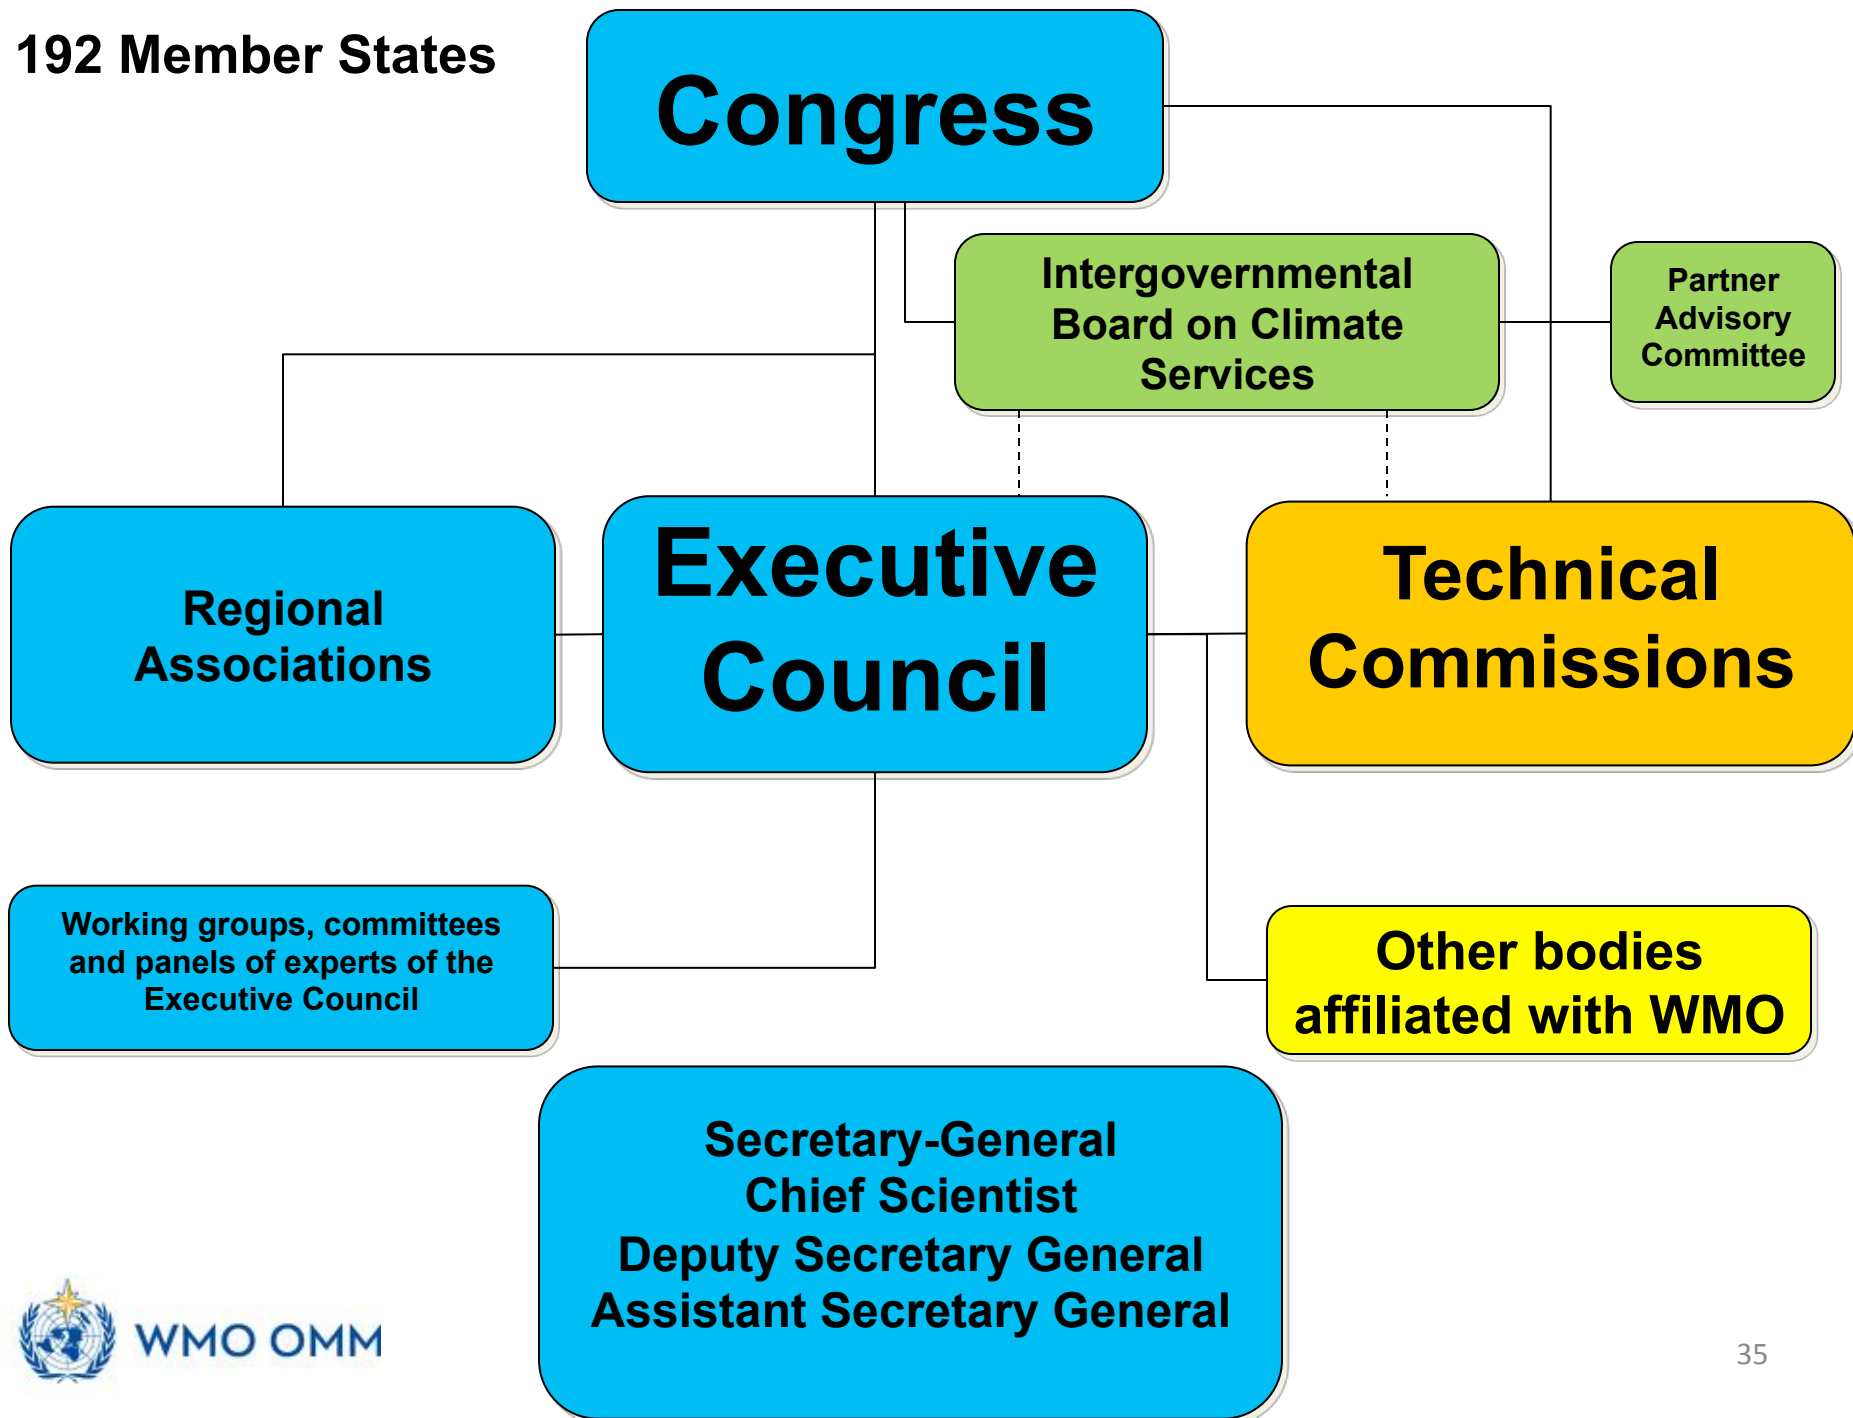 192 Member States
Congress
Intergovernmental
Board on Climate
Services
Partner
Advisory
Committee
Regional
Associations
Executive
Council
Technical
Commissions
Working groups, committees
and panels of experts of the
Executive Council
Other bodies
affiliated with WMO
Secretary-General
Chief Scientist
Deputy Secretary General
Assistant Secretary General
WMO OMM
35